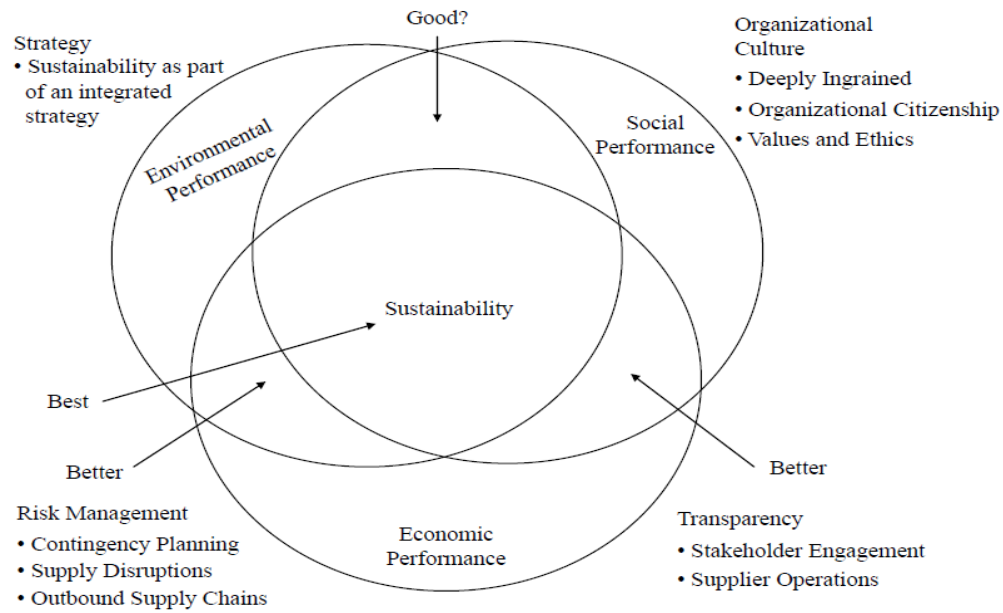 Good?
Strategy
• Sustainability as part
of an integrated
strategy
Organizational
Culture
• Deeply Ingrained
• Organizational Citizenship
• Values and Ethics
Environmental
Performance
Social
Performance
Sustainability
Best
Better
Better
Risk Management
• Contingency Planning
• Supply Disruptions
• Outbound Supply Chains
Economic
Performance
Transparency
• Stakeholder Engagement
• Supplier Operations